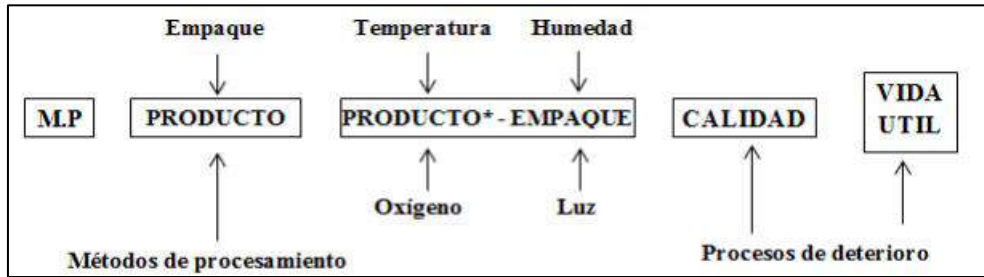 Empaque Temperatura Humedad
M.P PRODUCTO PRODUCTO* - EMPAQUE CALIDAD VIDA
UTIL
Oxígeno Luz
Métodos de procesamiento Procesos de deterioro